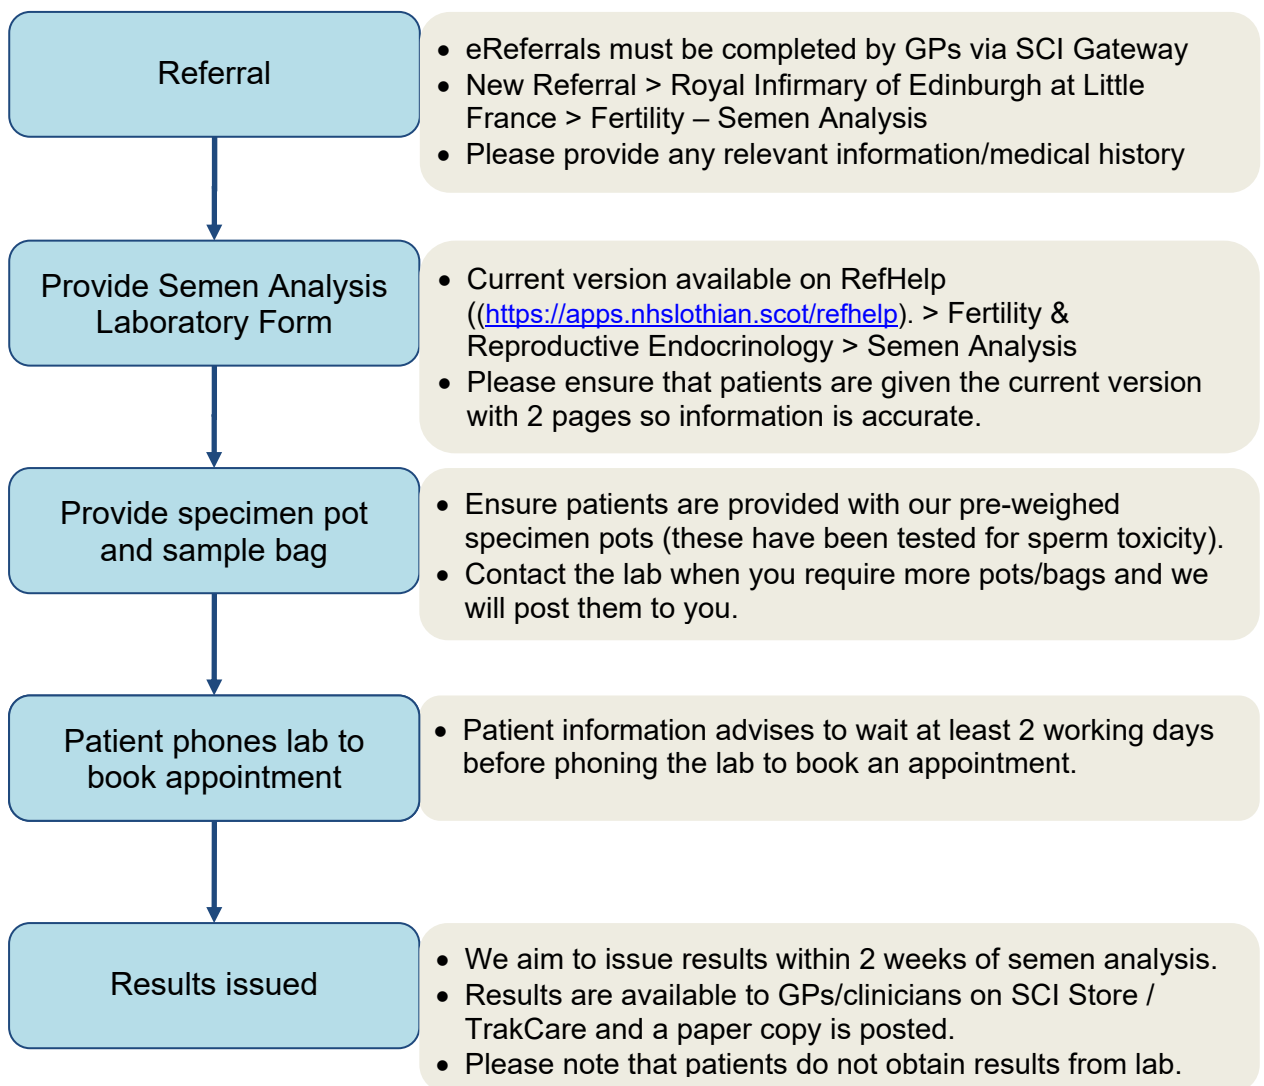 Referral
• eReferrals must be completed by GPs via SCI Gateway
• New Referral > Royal Infirmary of Edinburgh at Little
France > Fertility – Semen Analysis
• Please provide any relevant information/medical history
Provide Semen Analysis
Laboratory Form
• Current version available on RefHelp
((https://apps.nhslothian.scot/refhelp). > Fertility &
Reproductive Endocrinology > Semen Analysis
• Please ensure that patients are given the current version
with 2 pages so information is accurate.
Provide specimen pot
and sample bag
• Ensure patients are provided with our pre-weighed
specimen pots (these have been tested for sperm toxicity).
• Contact the lab when you require more pots/bags and we
will post them to you.
Patient phones lab to
book appointment
• Patient information advises to wait at least 2 working days
before phoning the lab to book an appointment.
Results issued
• We aim to issue results within 2 weeks of semen analysis.
• Results are available to GPs/clinicians on SCI Store /
TrakCare and a paper copy is posted.
• Please note that patients do not obtain results from lab.